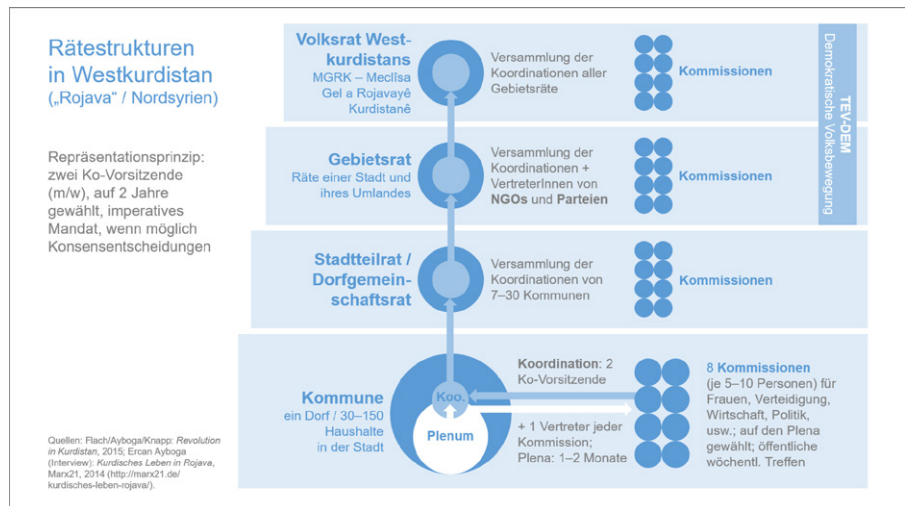 Rätestrukturen
in Westkurdistan
(„Rojava“ / Nordsyrien)
Repräsentationsprinzip:
zwei Ko-Vorsitzende
(m/w), auf 2 Jahre
gewählt, imperatives
Mandat, wenn möglich
Konsensentscheidungen
Quellen: Flach/Ayboga/Knapp: Revolution
in Kurdistan, 2015; Ercan Ayboga
(Interview): Kurdisches Leben in Rojava,
Marx21, 2014 (http://marx21.de/
kurdisches-leben-rojava/).
Volksrat West-
kurdistans
MGRK – Meclîsa
Gel a Rojavayê
Kurdistanê
Versammlung der
Koordinationen aller
Gebietsräte
Kommissionen
TEV-DEM
Demokratische Volksbewegung
Gebietsrat
Räte einer Stadt und
ihres Umlandes
Versammlung der
Koordinationen +
VertreterInnen von
NGOs und Parteien
Kommissionen
Stadtteilrat /
Dorfgemein-
schaftsrat
Versammlung der
Koordinationen von
7–30 Kommunen
Kommissionen
Kommune
ein Dorf / 30–150
Haushalte
in der Stadt
Koo.
Plenum
Koordination: 2
Ko-Vorsitzende
+ 1 Vertreter jeder
Kommission;
Plena: 1–2 Monate
8 Kommissionen
(je 5–10 Personen) für
Frauen, Verteidigung,
Wirtschaft, Politik,
usw.; auf den Plena
gewählt; öffentliche
wöchentl. Treffen